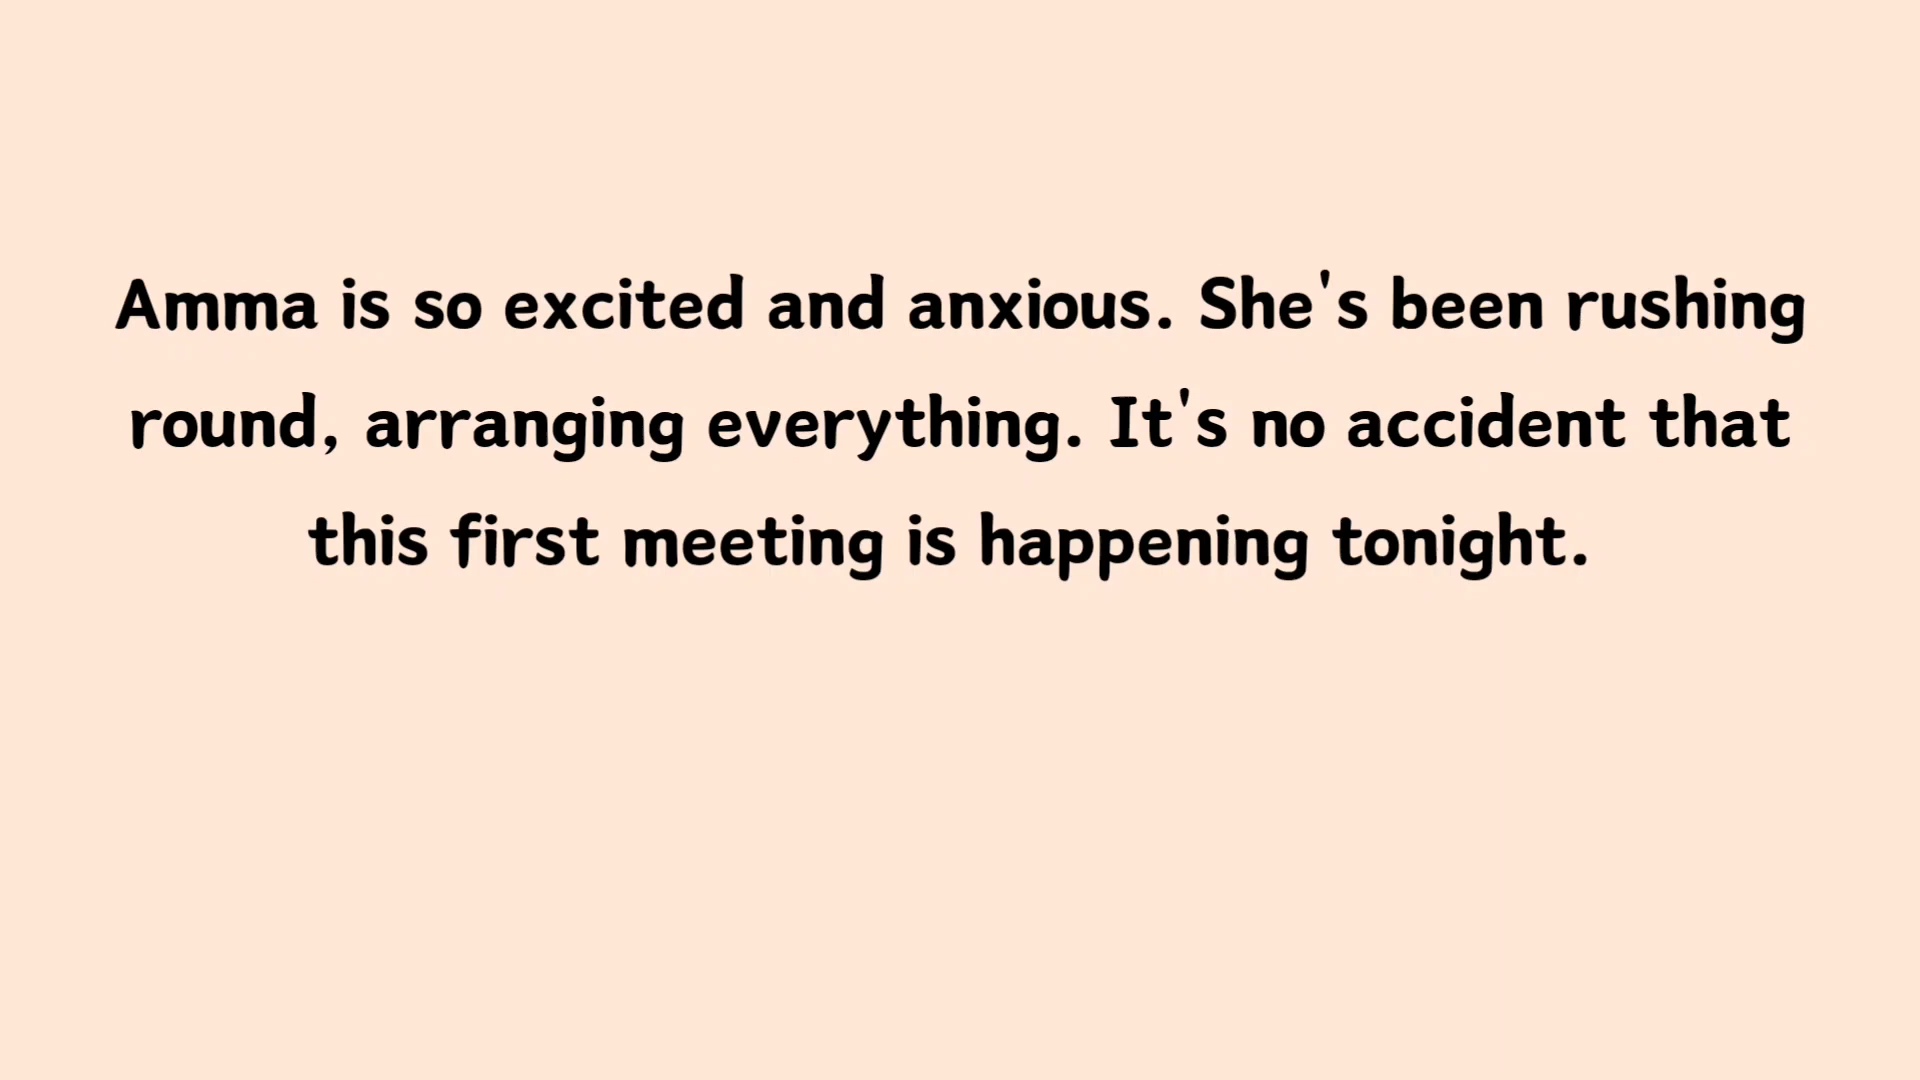 Amma is so excited and anxious. She's been rushing
round, arranging everything. It's no accident that
this first meeting is happening tonight.